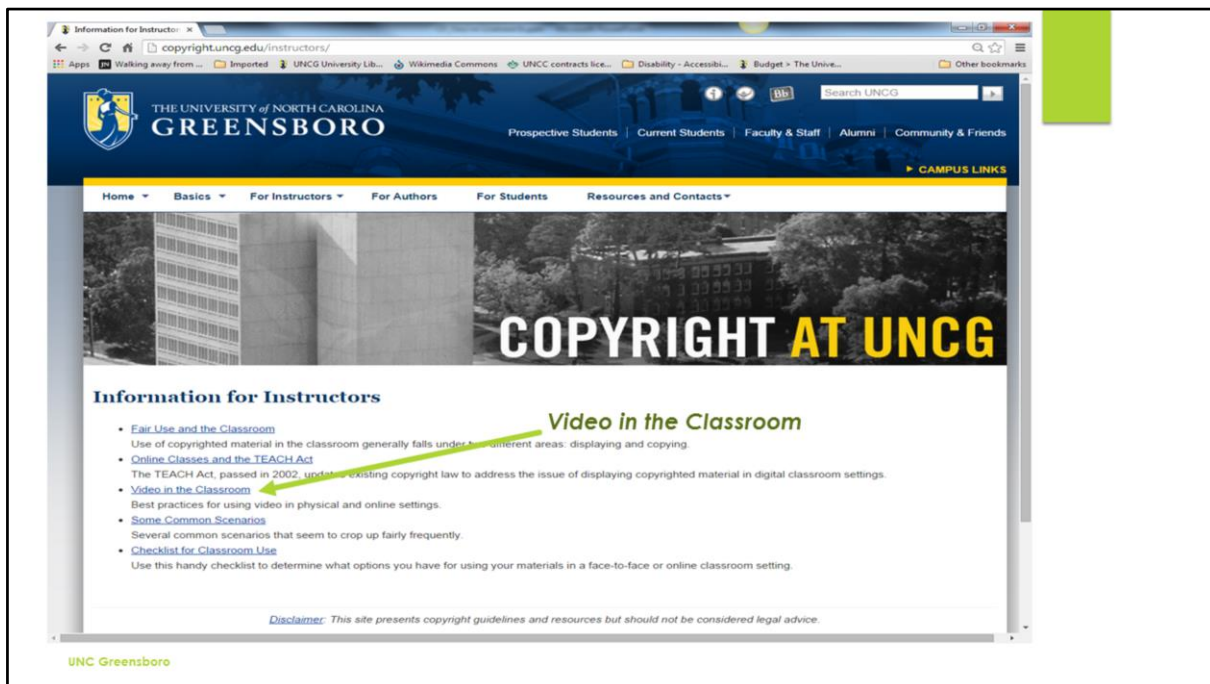 Information for Instructor
copyright.uncg.edu/instructors/
Apps Walking away from ... Imported UNCG University Lib... Wikimedia Commons UNCC contracts lice... Disability - Accessibi... Budget > The Unive... Other bookmarks
THE UNIVERSITY of NORTH CAROLINA
GREENSBORO
Bb
Search UNCG
Prospective Students | Current Students | Faculty & Staff | Alumni | Community & Friends
CAMPUS LINKS
Home Basics For Instructors For Authors For Students Resources and Contacts
COPYRIGHT AT UNCG
Information for Instructors
Video in the Classroom
• Fair Use and the Classroom
Use of copyrighted material in the classroom generally falls under different areas: displaying and copying.
• Online Classes and the TEACH Act
The TEACH Act, passed in 2002, existing copyright law to address the issue of displaying copyrighted material in digital classroom settings.
• Video in the Classroom
Best practices for using video in physical and online settings.
• Some Common Scenarios
Several common scenarios that seem to crop up fairly frequently.
• Checklist for Classroom Use
Use this handy checklist to determine what options you have for using your materials in a face-to-face or online classroom setting.
Disclaimer: This site presents copyright guidelines and resources but should not be considered legal advice.
UNC Greensboro